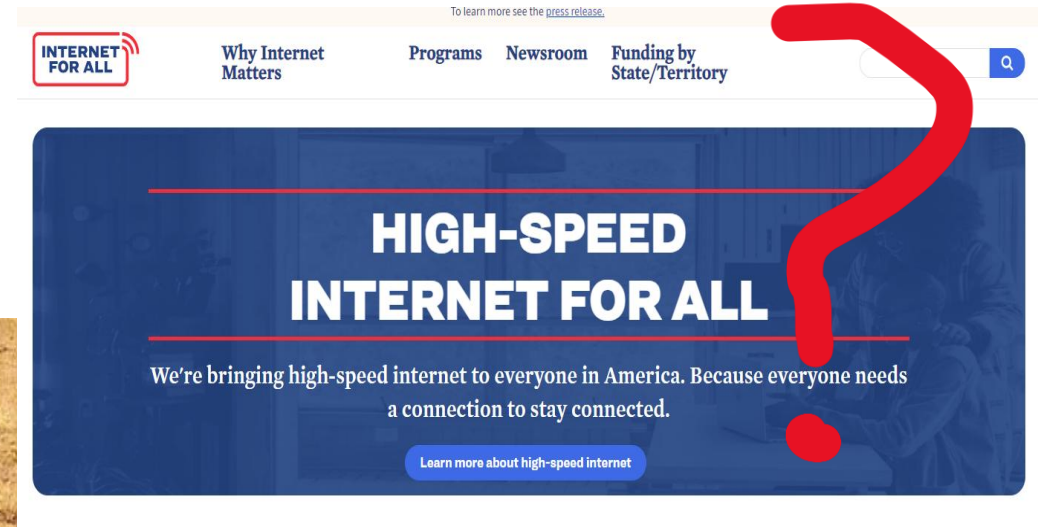 To learn more see the press release.
INTERNET
FOR ALL
Why Internet
Matters
Programs
Newsroom
Funding by
State/Territory
HIGH-SPEED
INTERNET FOR ALL
We're bringing high-speed internet to everyone in America. Because everyone needs
a connection to stay connected.
Learn more about high-speed internet
?